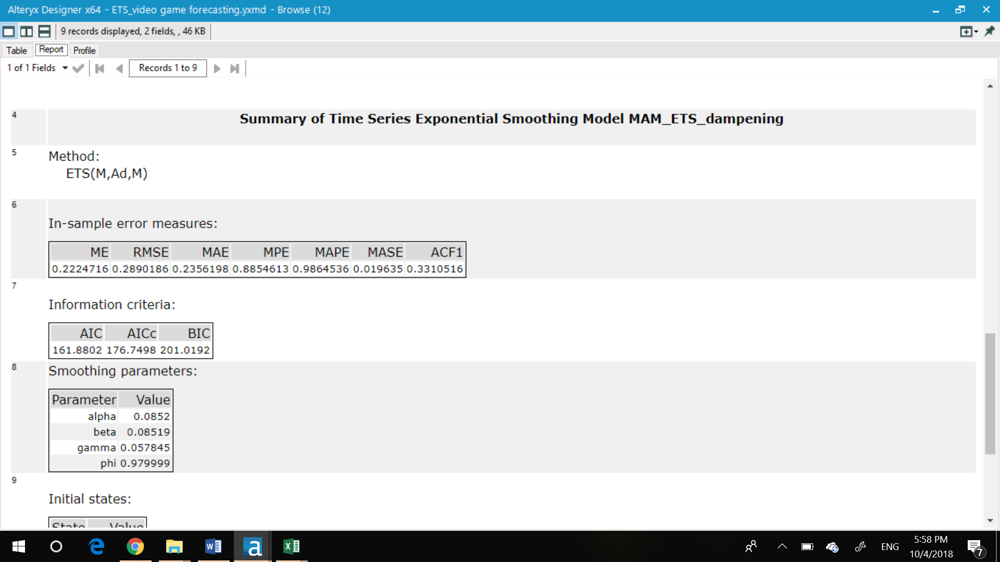 Alteryx Designer x64 - ETS_video game forecasting.yxmd - Browse (12)
9 records displayed, 2 fields, , 46 KB
Table Report Profile
1 of 1 Fields Records 1 to 9
4 Summary of Time Series Exponential Smoothing Model MAM_ETS_dampening
5 Method:
ETS(M,Ad,M)
6
In-sample error measures:
ME RMSE MAE MPE MAPE MASE ACF1
0.2224716 0.2890186 0.2356198 0.8854613 0.9864536 0.019635 0.3310516
7
Information criteria:
AIC AICc BIC
161.8802 176.7498 201.0192
8 Smoothing parameters:
Parameter Value
alpha 0.0852
beta 0.08519
gamma 0.057845
phi 0.979999
9
Initial states:
State Value
ENG 5:58 PM
10/4/2018 7